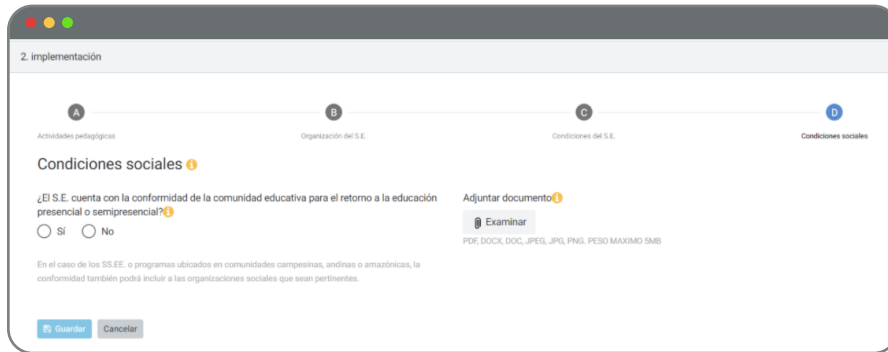 2. implementación
A
B
C
D
Actividades pedagógicas
Organización del S.E.
Condiciones del S.E.
Condiciones sociales
Condiciones sociales
¿El S.E. cuenta con la conformidad de la comunidad educativa para el retorno a la educación
presencial o semipresencial?
Sí No
En el caso de los SS.EE. o programas ubicados en comunidades campesinas, andinas o amazónicas, la
conformidad también podrá incluir a las organizaciones sociales que sean pertinentes.
Adjuntar documento
Examinar
PDF, DOCX, DOC, JPEG, JPG, PNG. PESO MAXIMO 5MB
Guardar Cancelar